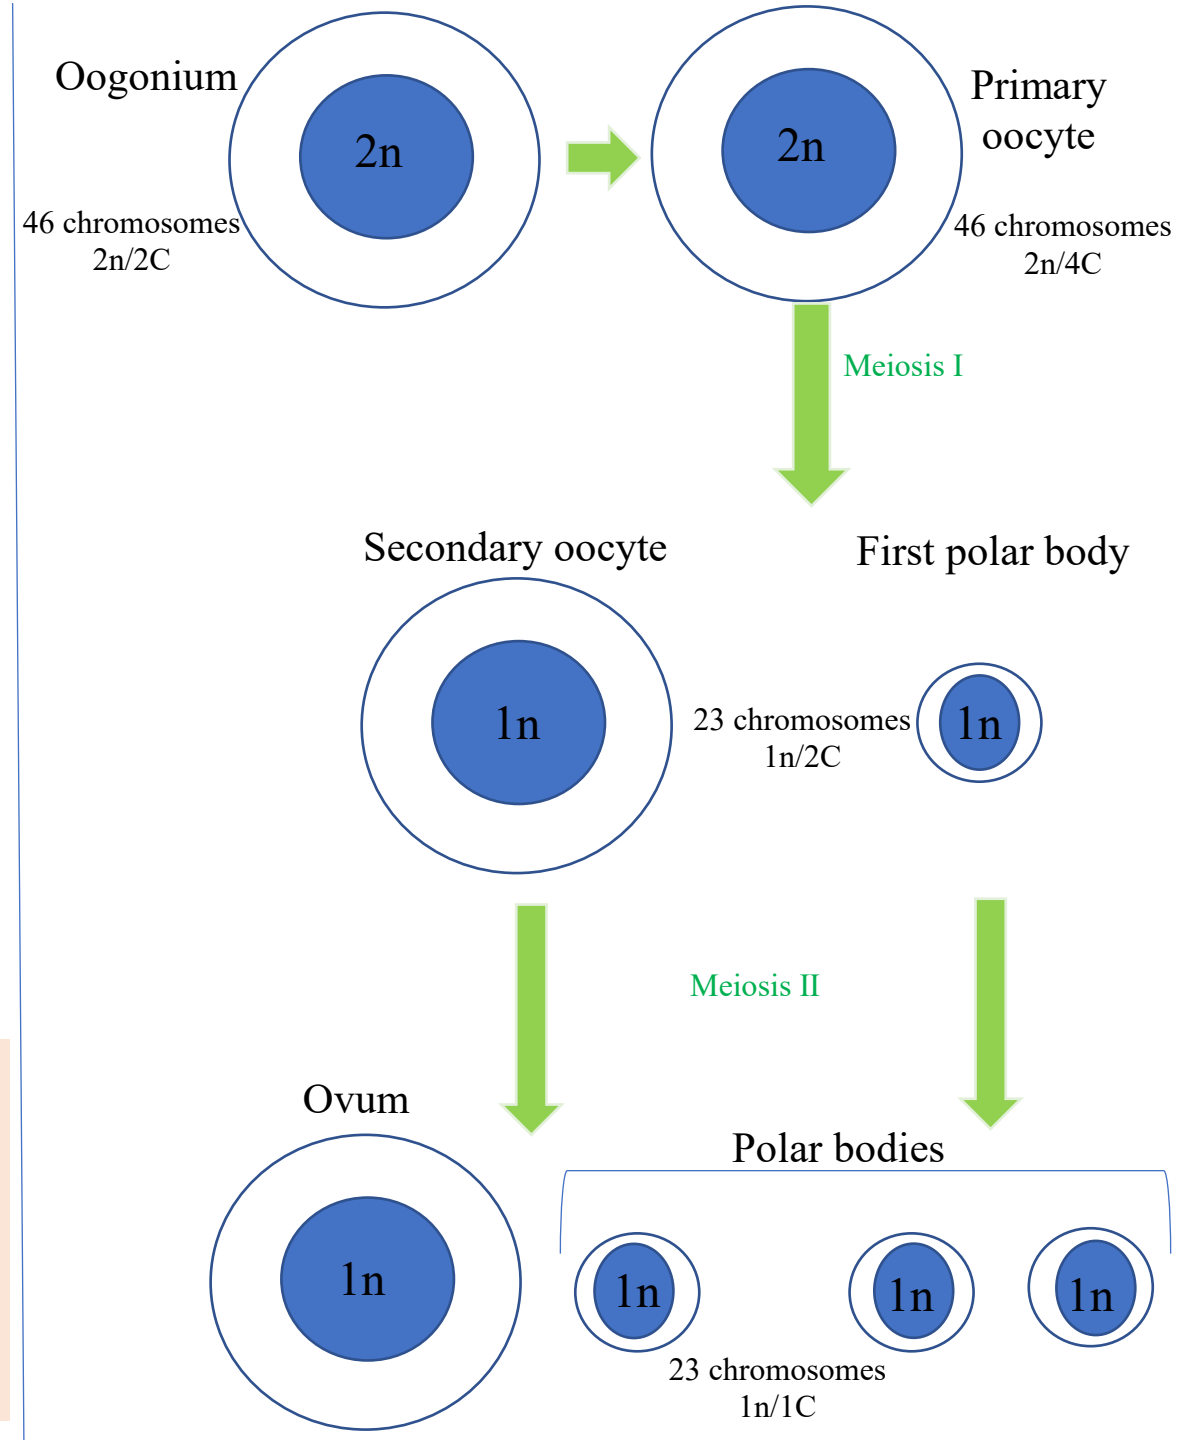 Oogonium
2n
46 chromosomes
2n/2C
2n
Primary
oocyte
46 chromosomes
2n/4C
Meiosis I
Secondary oocyte
First polar body
1n
23 chromosomes
1n/2C
1n
Meiosis II
Ovum
Polar bodies
1n
1n
1n
1n
23 chromosomes
1n/1C